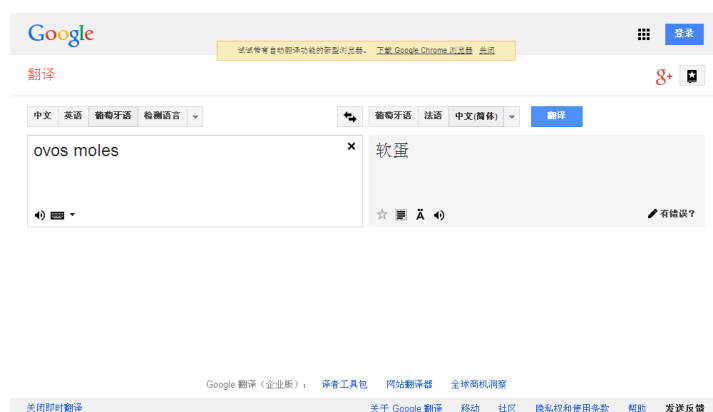 Google
登录
试试带有自动翻译功能的新型浏览器。 下载 Google Chrome 浏览器 关闭
翻译
g+
中文 英语 葡萄牙语 检测语言
葡萄牙语 法语 中文(简体) 翻译
ovos moles
软蛋
Ä
有错误?
Google 翻译(企业版): 译者工具包 网站翻译器 全球商机洞察
关闭即时翻译 关于 Google 翻译 移动 社区 隐私权和使用条款 帮助 发送反馈